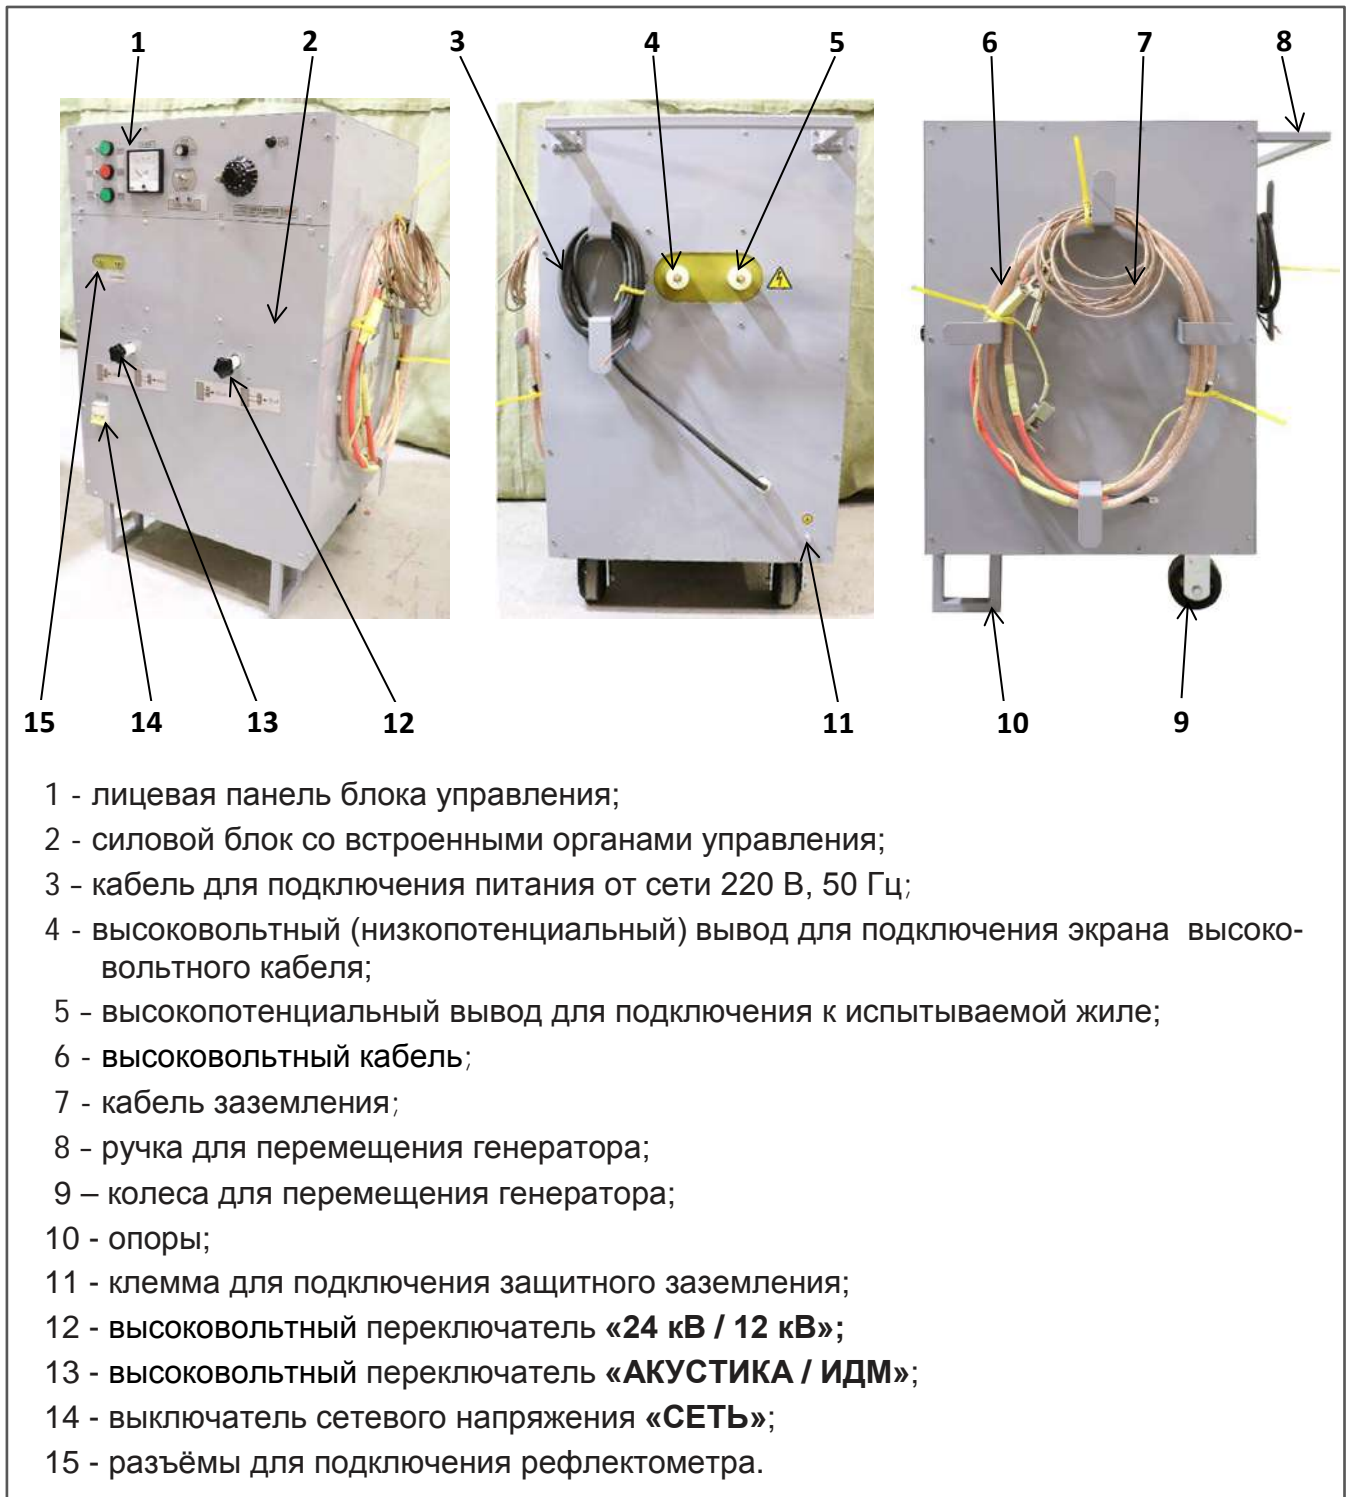 1 2 3 4 5 6 7 8
15 14 13 12 11 10 9
1 - лицевая панель блока управления;
2 - силовой блок со встроенными органами управления;
3 – кабель для подключения питания от сети 220 В, 50 Гц;
4 - высоковольтный (низкопотенциальный) вывод для подключения экрана высоко-
вольтного кабеля;
5 – высокопотенциальный вывод для подключения к испытываемой жиле;
6 - высоковольтный кабель;
7 - кабель заземления;
8 – ручка для перемещения генератора;
9 – колеса для перемещения генератора;
10 - опоры;
11 - клемма для подключения защитного заземления;
12 - высоковольтный переключатель «24 кВ / 12 кВ»;
13 - высоковольтный переключатель «АКУСТИКА / ИДМ»;
14 - выключатель сетевого напряжения «СЕТЬ»;
15 - разъёмы для подключения рефлектометра.